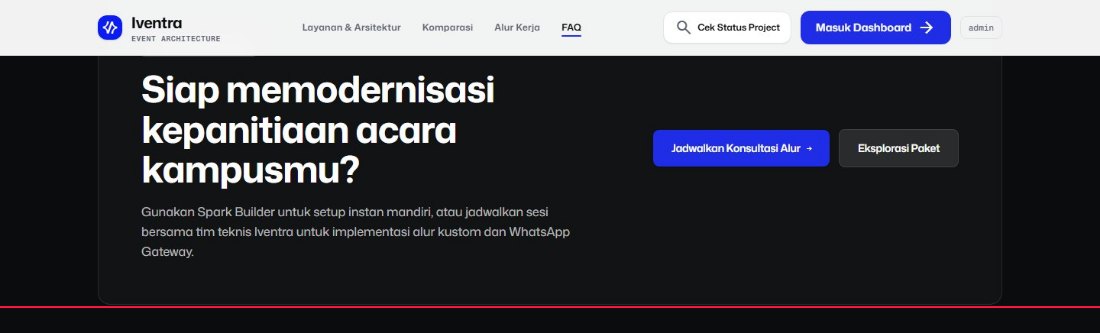 Iventra
EVENT ARCHITECTURE
Layanan & Arsitektur
Komparasi
Alur Kerja
FAQ
Cek Status Project
Masuk Dashboard →
admin
Siap memodernisasi
kepanitiaan acara
kampusmu?
Gunakan Spark Builder untuk setup instan mandiri, atau jadwalkan sesi
bersama tim teknis Iventra untuk implementasi alur kustom dan WhatsApp
Gateway.
Jadwalkan Konsultasi Alur →
Eksplorasi Paket